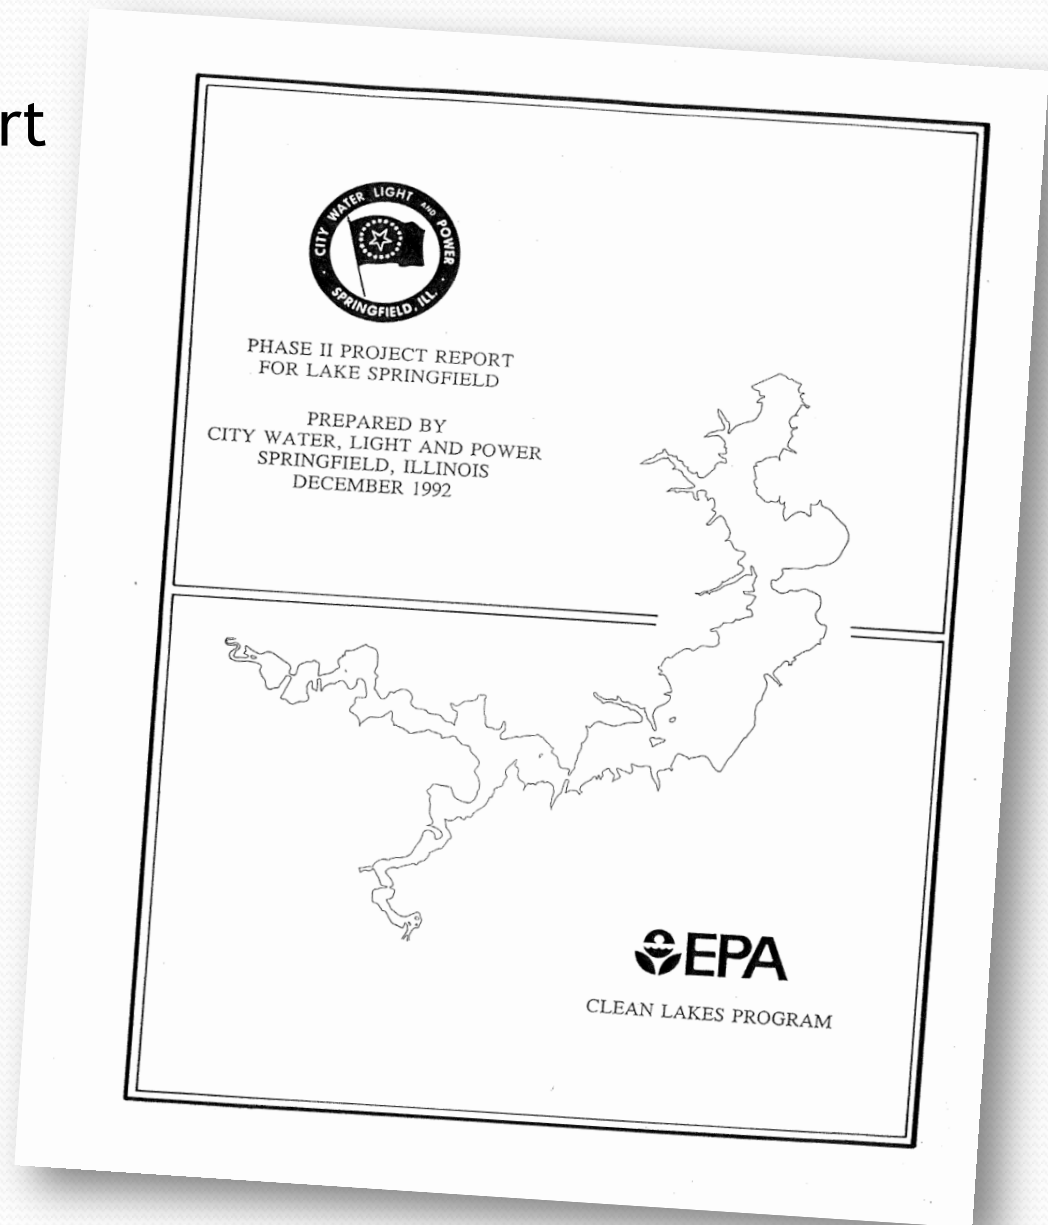 rt
CITY WATER LIGHT AND POWER
SPRINGFIELD, ILL.
PHASE II PROJECT REPORT
FOR LAKE SPRINGFIELD
PREPARED BY
CITY WATER, LIGHT AND POWER
SPRINGFIELD, ILLINOIS
DECEMBER 1992
EPA
CLEAN LAKES PROGRAM